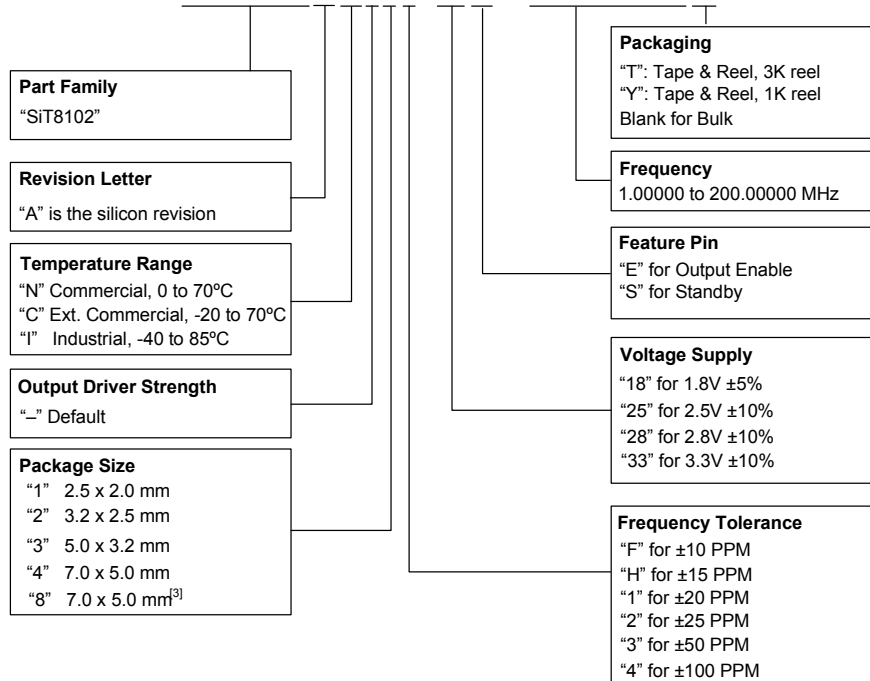 Part Family
“SiT8102”
Revision Letter
“A” is the silicon revision
Temperature Range
“N” Commercial, 0 to 70ºC
“C” Ext. Commercial, -20 to 70ºC
“I” Industrial, -40 to 85ºC
Output Driver Strength
“–” Default
Package Size
“1” 2.5 x 2.0 mm
“2” 3.2 x 2.5 mm
“3” 5.0 x 3.2 mm
“4” 7.0 x 5.0 mm
“8” 7.0 x 5.0 mm[3]
Packaging
“T”: Tape & Reel, 3K reel
“Y”: Tape & Reel, 1K reel
Blank for Bulk
Frequency
1.00000 to 200.00000 MHz
Feature Pin
“E” for Output Enable
“S” for Standby
Voltage Supply
“18” for 1.8V ±5%
“25” for 2.5V ±10%
“28” for 2.8V ±10%
“33” for 3.3V ±10%
Frequency Tolerance
“F” for ±10 PPM
“H” for ±15 PPM
“1” for ±20 PPM
“2” for ±25 PPM
“3” for ±50 PPM
“4” for ±100 PPM